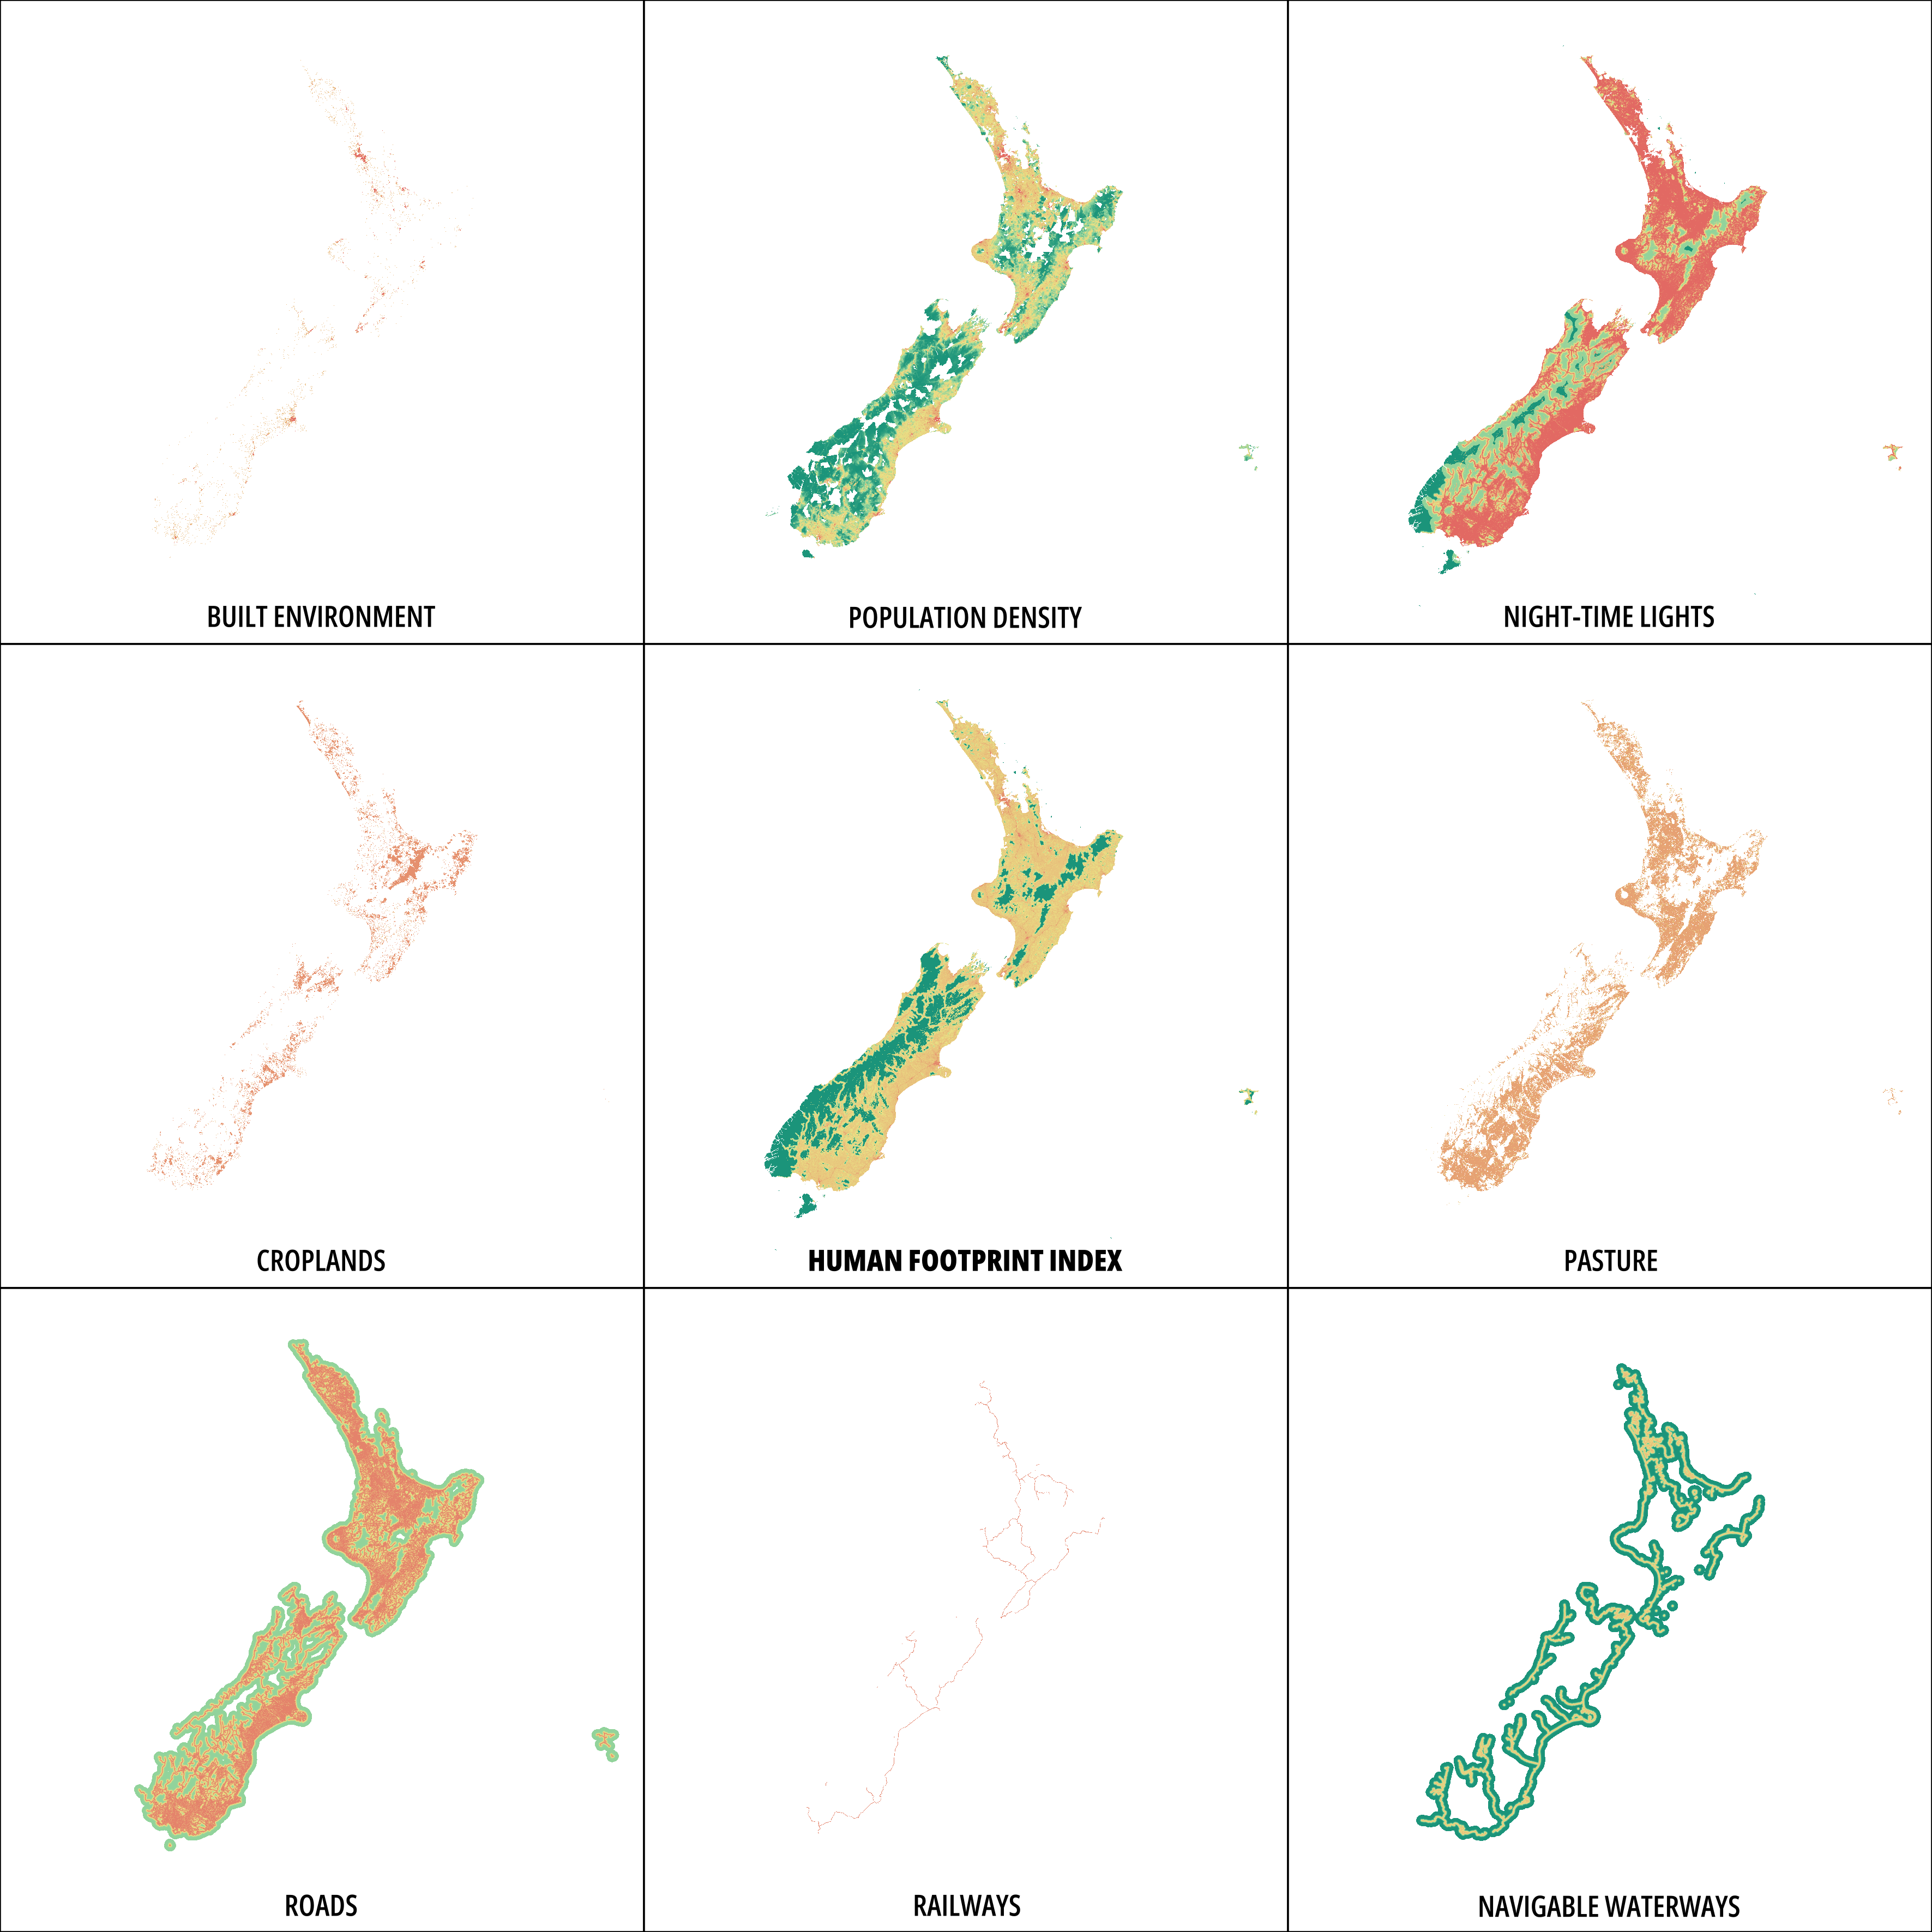 BUILT ENVIRONMENT
POPULATION DENSITY
NIGHT-TIME LIGHTS
CROPLANDS
HUMAN FOOTPRINT INDEX
PASTURE
ROADS
RAILWAYS
NAVIGABLE WATERWAYS